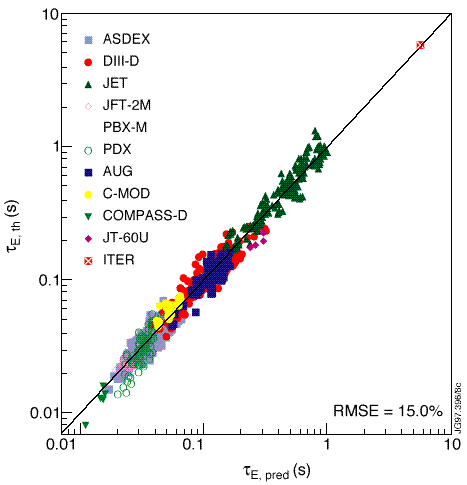 10
1
0.1
0.01
τE, th (s)
ASDEX
DIII-D
JET
JFT-2M
PBX-M
PDX
AUG
C-MOD
COMPASS-D
JT-60U
ITER
RMSE = 15.0%
JG97.396/8c
0.01 0.1 1 10
τE, pred (s)